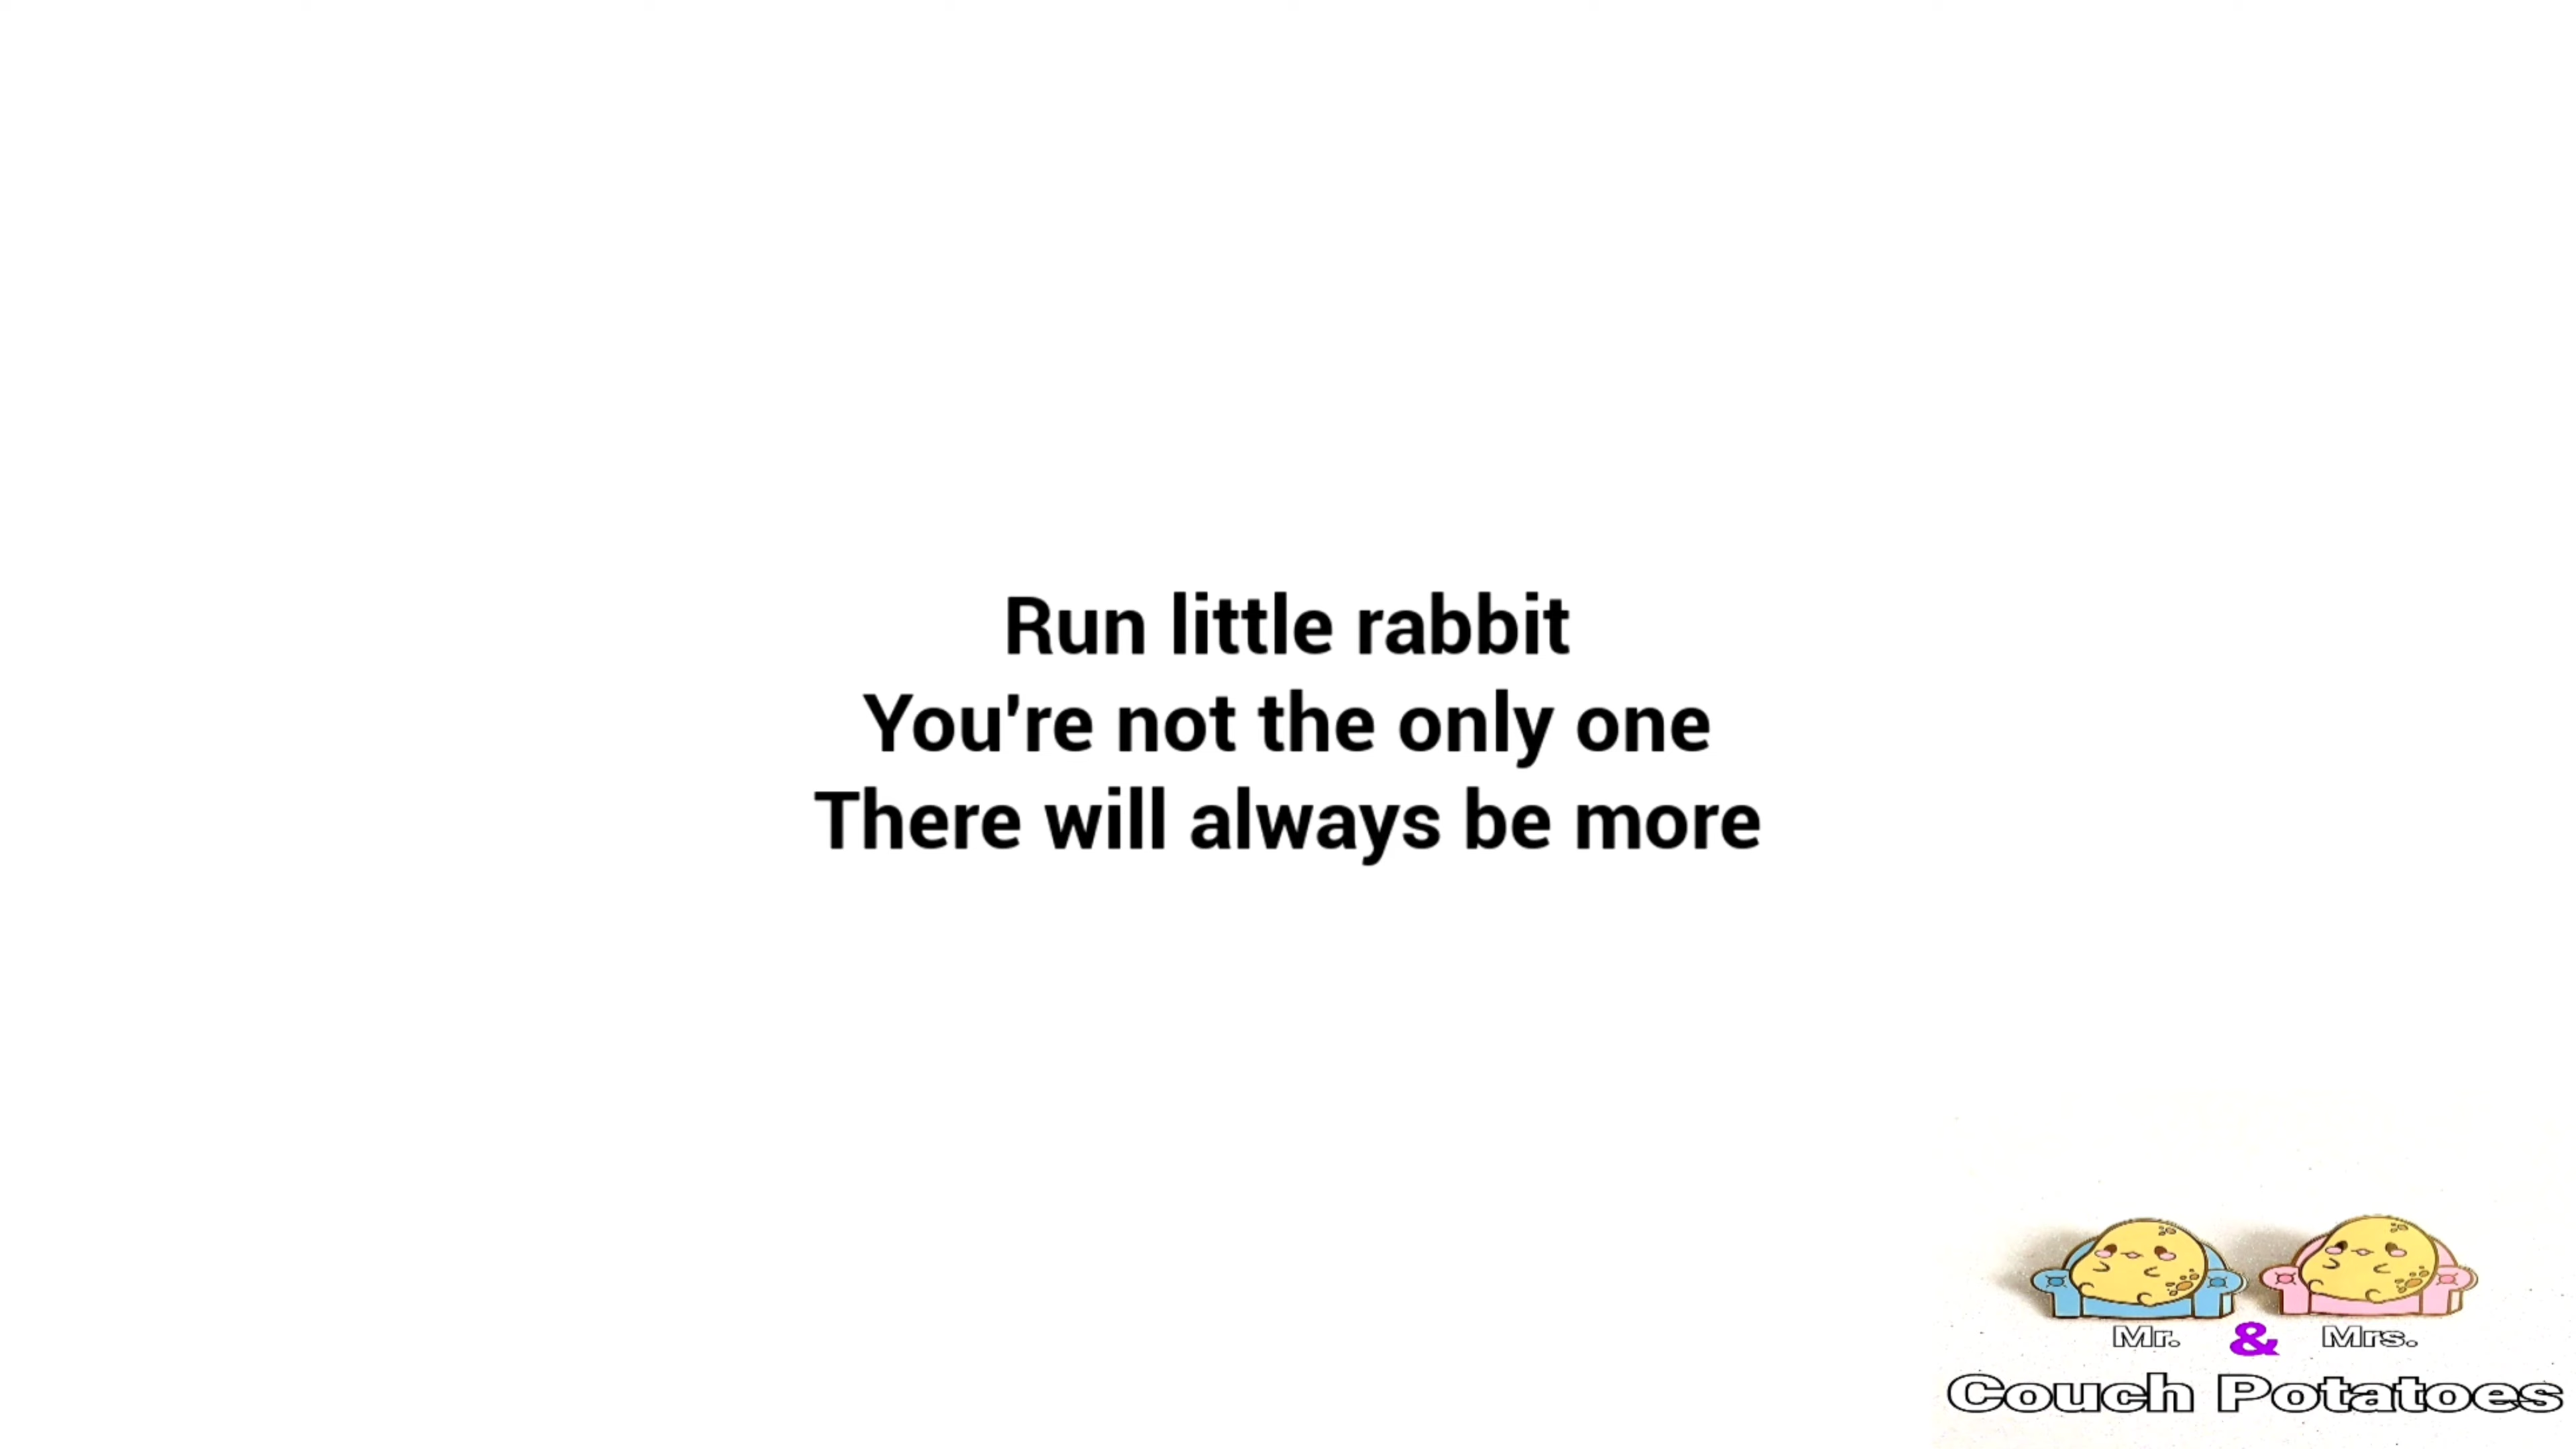 Run little rabbit
You're not the only one
There will always be more
Mr. & Mrs.
Couch Potatoes